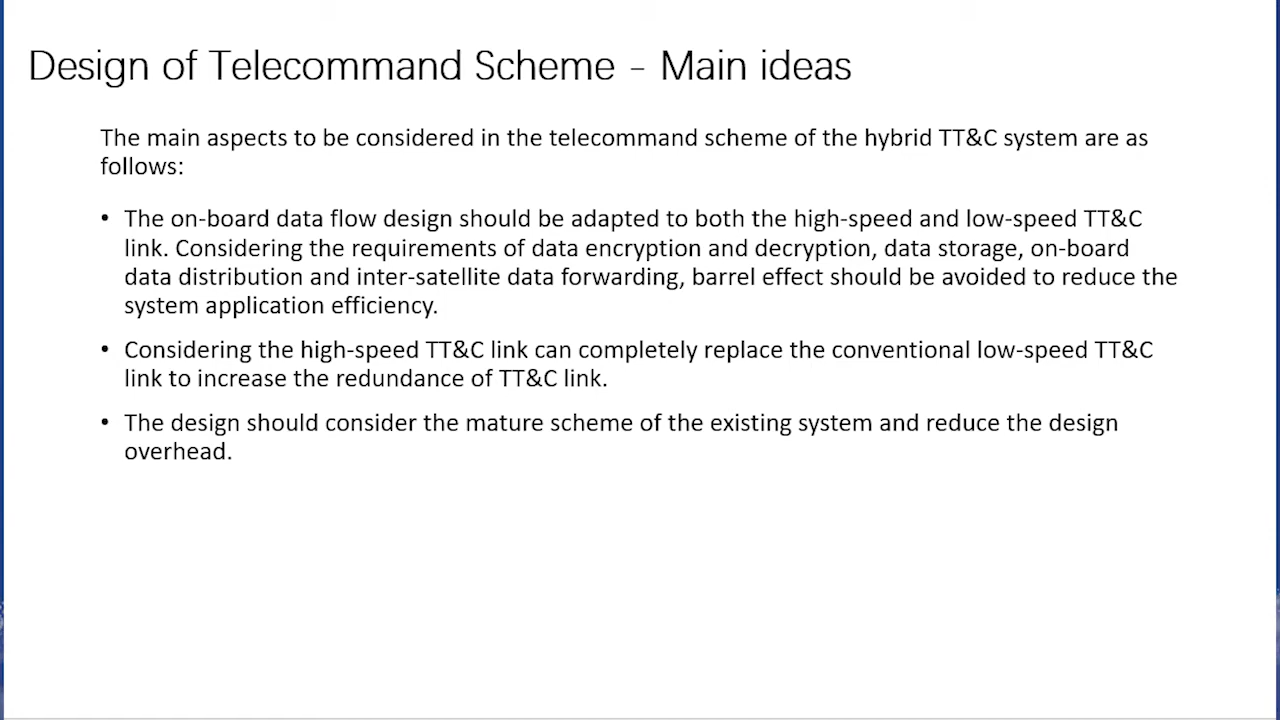 Design of Telecommand Scheme - Main ideas
The main aspects to be considered in the telecommand scheme of the hybrid TT&C system are as
follows:
• The on-board data flow design should be adapted to both the high-speed and low-speed TT&C
link. Considering the requirements of data encryption and decryption, data storage, on-board
data distribution and inter-satellite data forwarding, barrel effect should be avoided to reduce the
system application efficiency.
• Considering the high-speed TT&C link can completely replace the conventional low-speed TT&C
link to increase the redundance of TT&C link.
• The design should consider the mature scheme of the existing system and reduce the design
overhead.